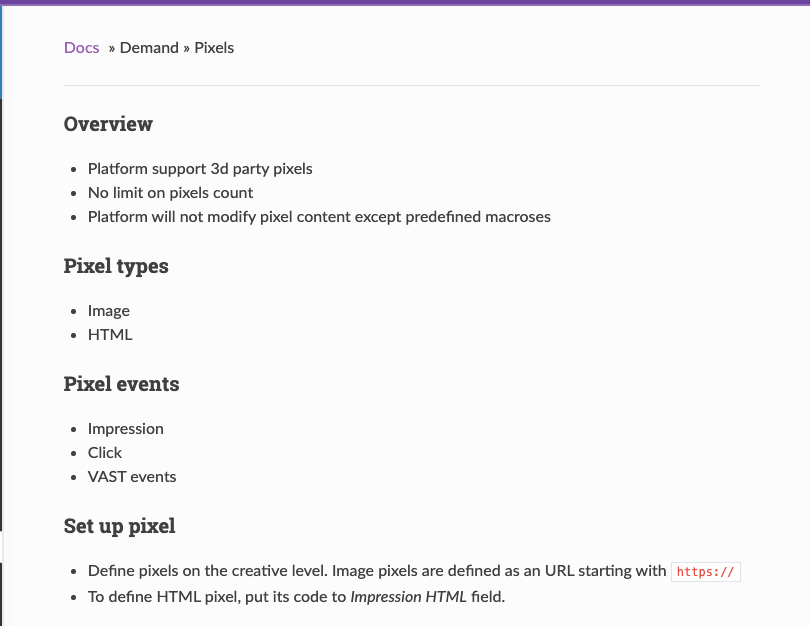 Docs » Demand » Pixels
Overview
Platform support 3d party pixels
No limit on pixels count
Platform will not modify pixel content except predefined macroses
Pixel types
Image
HTML
Pixel events
Impression
Click
VAST events
Set up pixel
Define pixels on the creative level. Image pixels are defined as an URL starting with https://
To define HTML pixel, put its code to Impression HTML field.